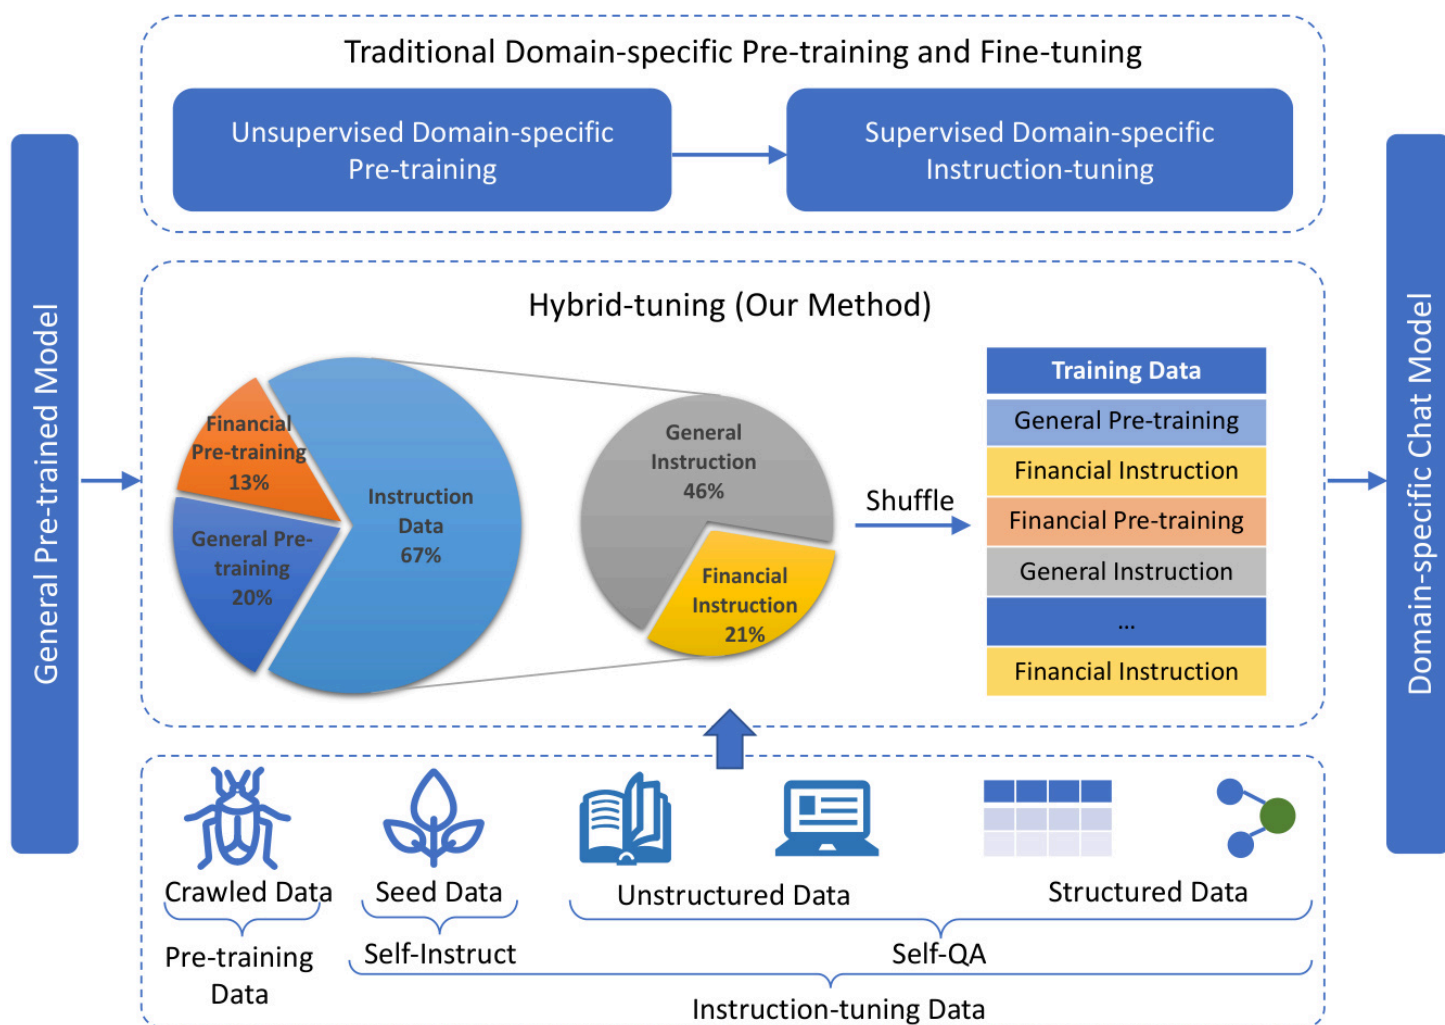 Traditional Domain-specific Pre-training and Fine-tuning
Unsupervised Domain-specific
Pre-training
Supervised Domain-specific
Instruction-tuning
General Pre-trained Model
Domain-specific Chat Model
Hybrid-tuning (Our Method)
Financial
Pre-training
13%
General Pre-
training
20%
Instruction
Data
67%
General
Instruction
46%
Financial
Instruction
21%
Shuffle
Training Data
General Pre-training
Financial Instruction
Financial Pre-training
General Instruction
...
Financial Instruction
Crawled Data
Seed Data
Unstructured Data
Structured Data
Pre-training
Data
Self-Instruct
Self-QA
Instruction-tuning Data